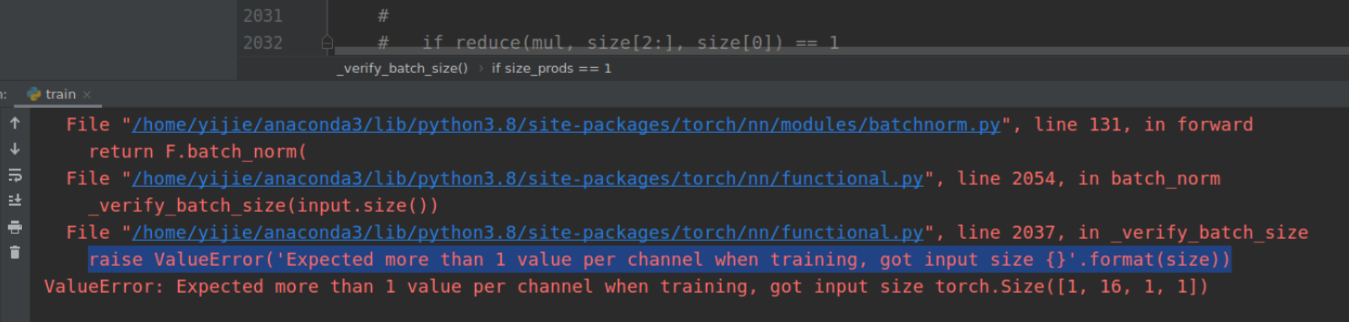 2031 #
2032 # if reduce(mul, size[2:], size[0]) == 1
_verify_batch_size() › if size_prods == 1
: train ×
File "/home/yijie/anaconda3/lib/python3.8/site-packages/torch/nn/modules/batchnorm.py", line 131, in forward
return F.batch_norm(
File "/home/yijie/anaconda3/lib/python3.8/site-packages/torch/nn/functional.py", line 2054, in batch_norm
_verify_batch_size(input.size())
File "/home/yijie/anaconda3/lib/python3.8/site-packages/torch/nn/functional.py", line 2037, in _verify_batch_size
raise ValueError('Expected more than 1 value per channel when training, got input size {}'.format(size))
ValueError: Expected more than 1 value per channel when training, got input size torch.Size([1, 16, 1, 1])